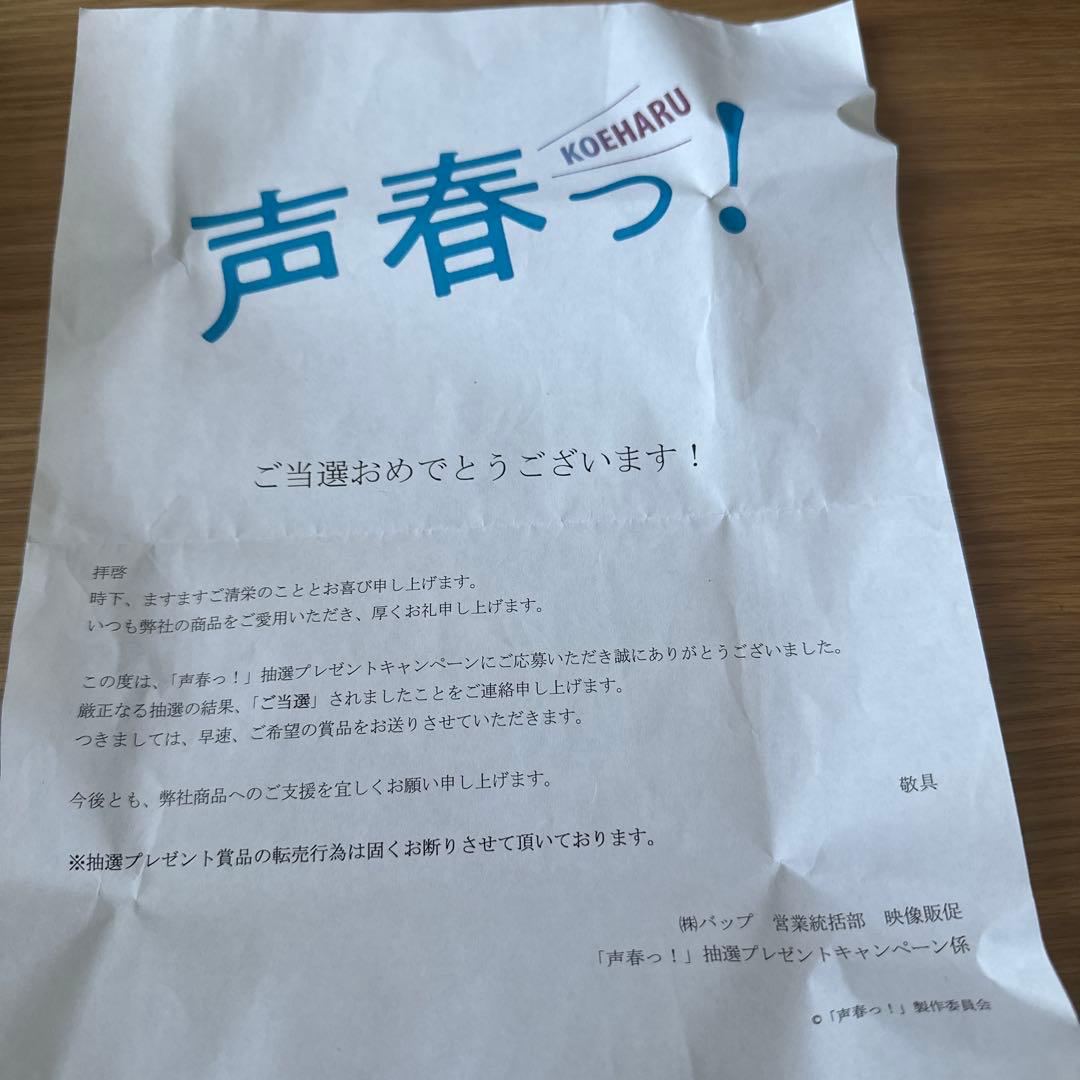 声春っ!
KOEHARU
ご当選おめでとうございます!
拝啓
時下、ますますご清栄のこととお喜び申し上げます。
いつも弊社の商品をご愛用いただき、厚くお礼申し上げます。
この度は、「声春っ!」抽選プレゼントキャンペーンにご応募いただき誠にありがとうございました。
厳正なる抽選の結果、「ご当選」されましたことをご連絡申し上げます。
つきましては、早速、ご希望の賞品をお送りさせていただきます。
今後とも、弊社商品へのご支援を宜しくお願い申し上げます。
敬具
※抽選プレゼント賞品の転売行為は固くお断りさせて頂いております。
㈱バップ 営業統括部 映像販促
「声春っ!」抽選プレゼントキャンペーン係
©「声春っ!」製作委員会